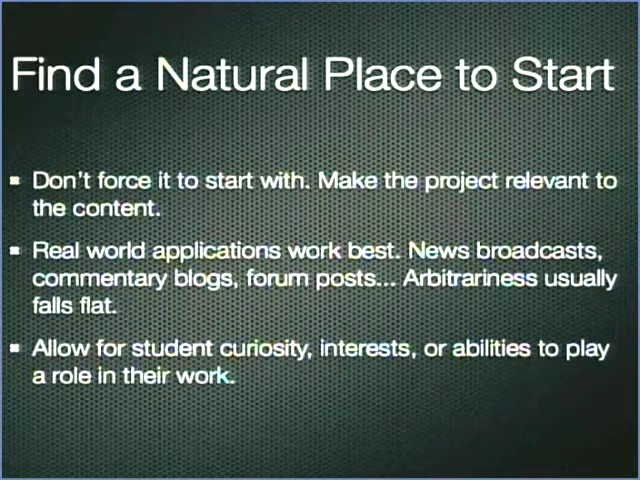 Find a Natural Place to Start
Don't force it to start with. Make the project relevant to
the content.
Real world applications work best. News broadcasts,
commentary blogs, forum posts... Arbitrariness usually
falls flat.
Allow for student curiosity, interests, or abilities to play
a role in their work.